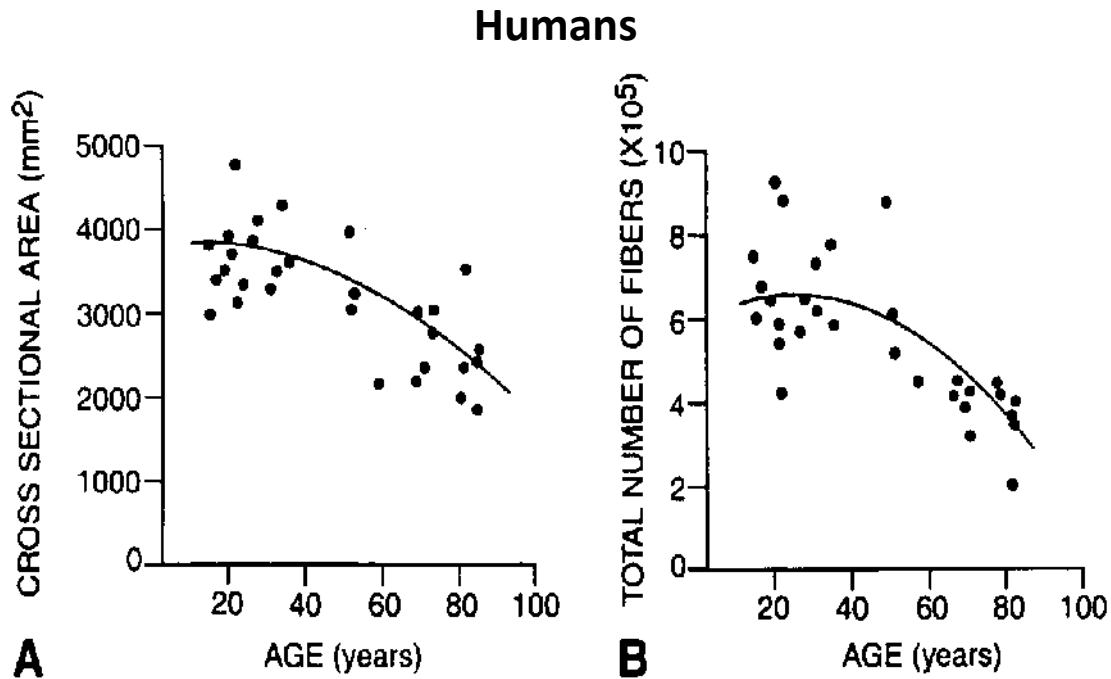 Humans
CROSS SECTIONAL AREA (mm²)
5000
4000
3000
2000
1000
0
20 40 60 80 100
AGE (years)
A
TOTAL NUMBER OF FIBERS (X10⁵)
10
8
6
4
2
0
20 40 60 80 100
AGE (years)
B